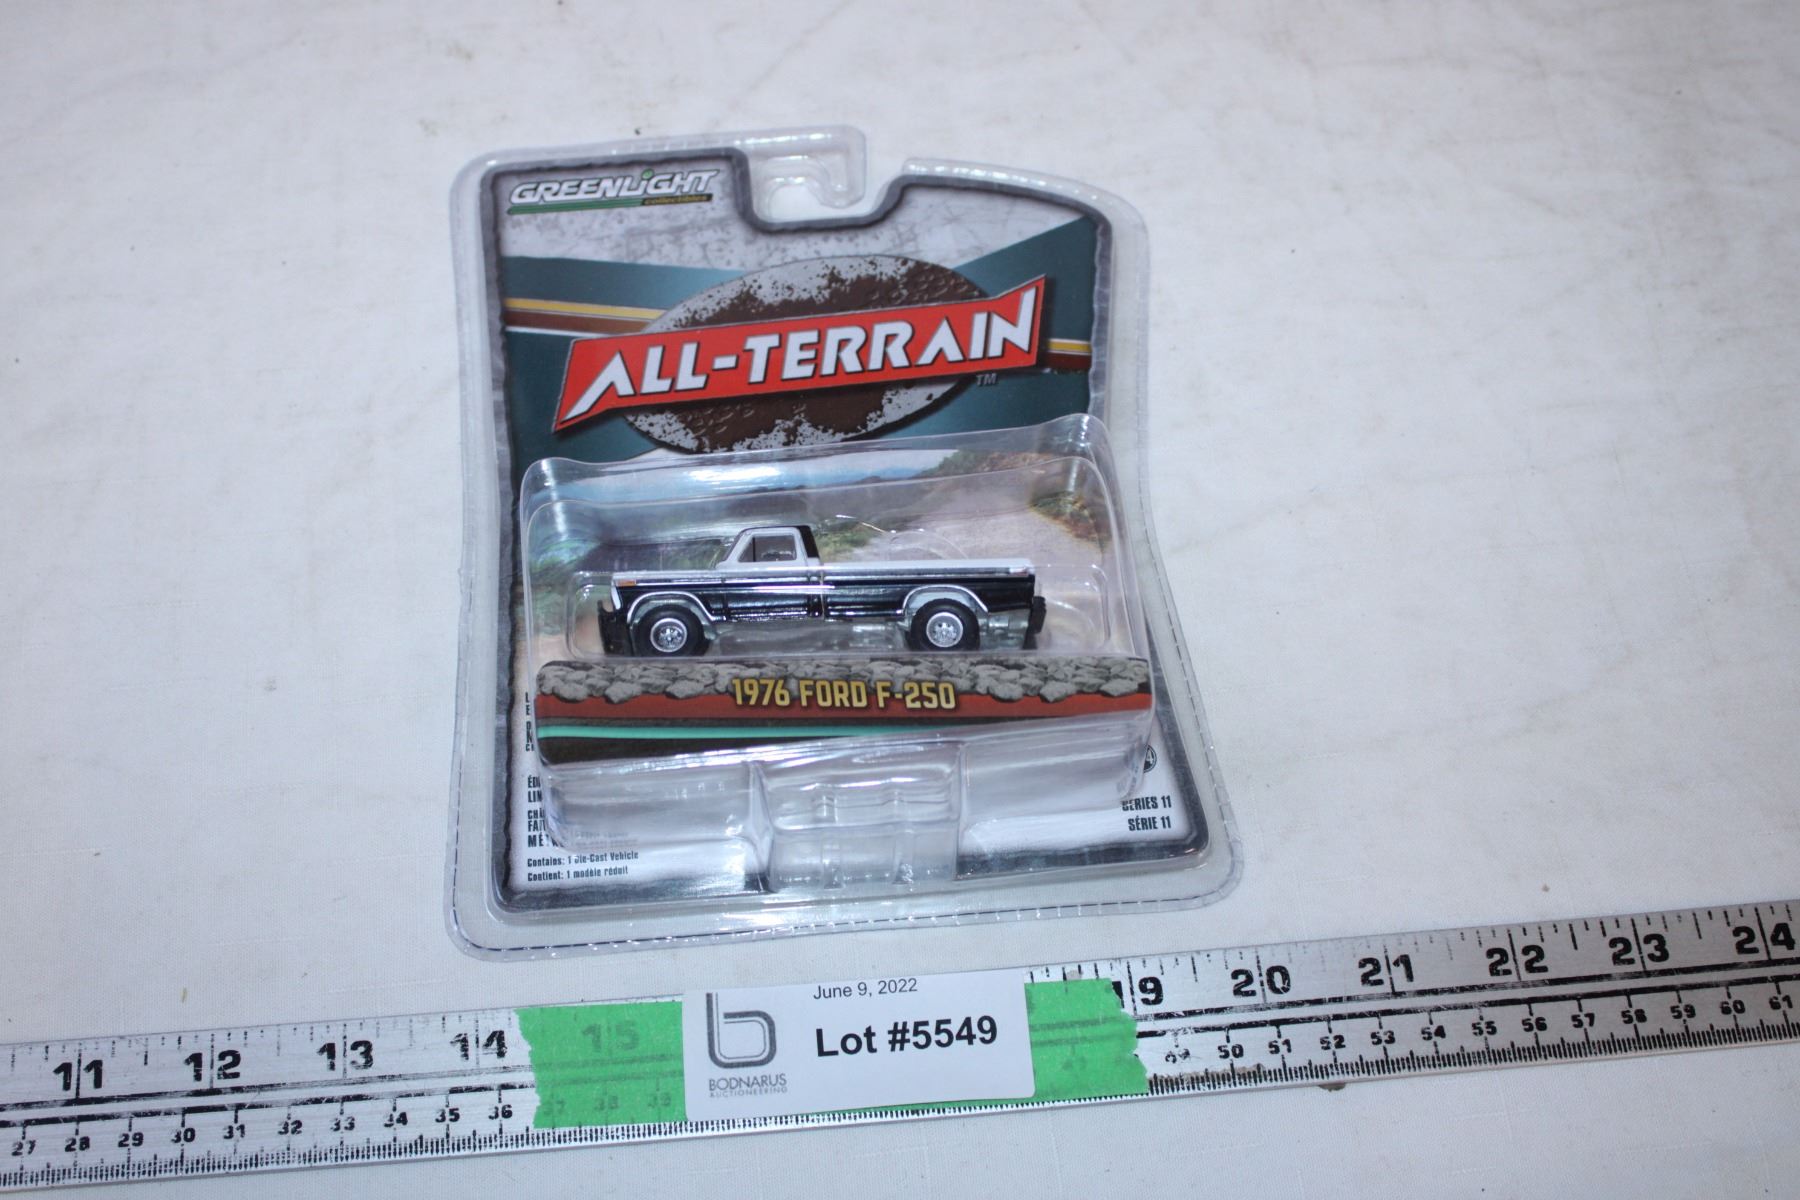 GREENLiGHT
collectibles
ALL-TERRAIN
TM
1976 FORD F-250
SERIES 11
SÉRIE 11
Contains: 1 Die-Cast Vehicle
Contient: 1 modèle réduit
June 9, 2022
Lot #5549
BODNARUS
AUCTIONEERING
11 12 13 14 15 19 20 21 22 23 24
27 28 29 30 31 32 33 34 35 36 37 38 39 49 50 51 52 53 54 55 56 57 58 59 60 61